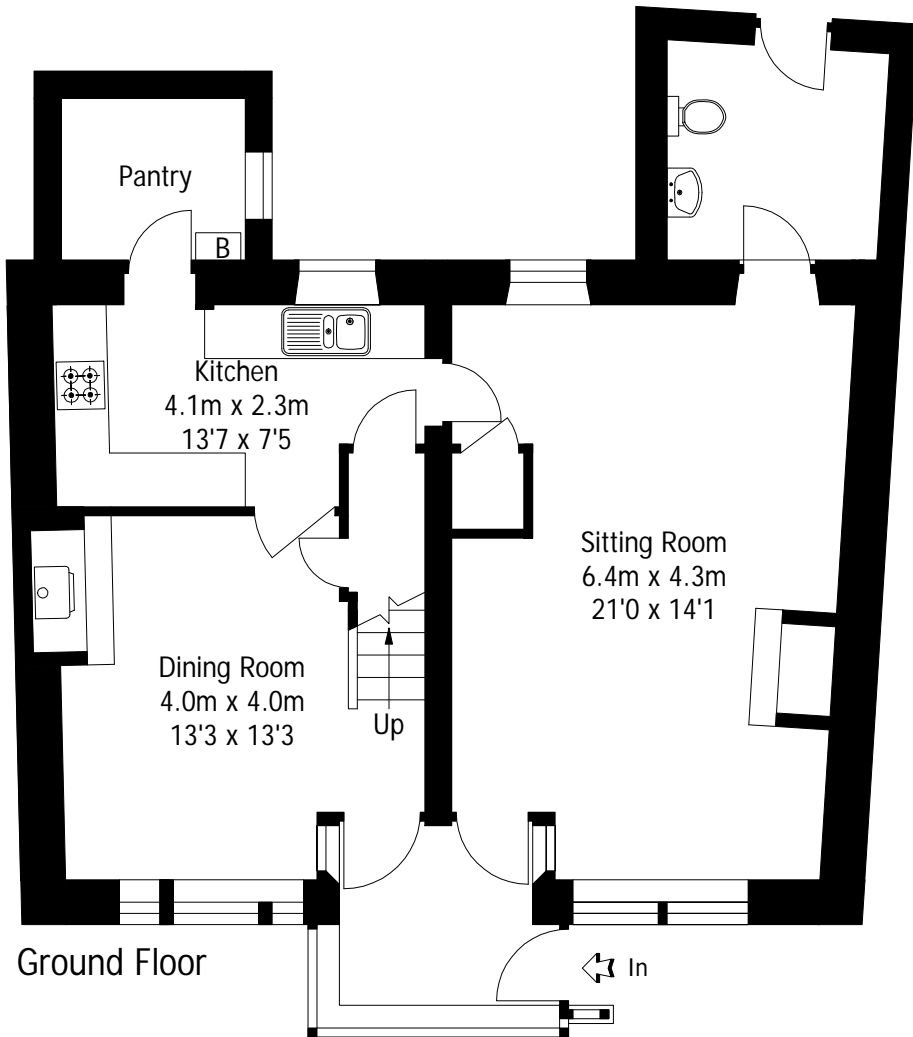 Pantry
B
Kitchen
4.1m x 2.3m
13'7 x 7'5
Sitting Room
6.4m x 4.3m
21'0 x 14'1
Dining Room
4.0m x 4.0m
13'3 x 13'3
Up
Ground Floor
In